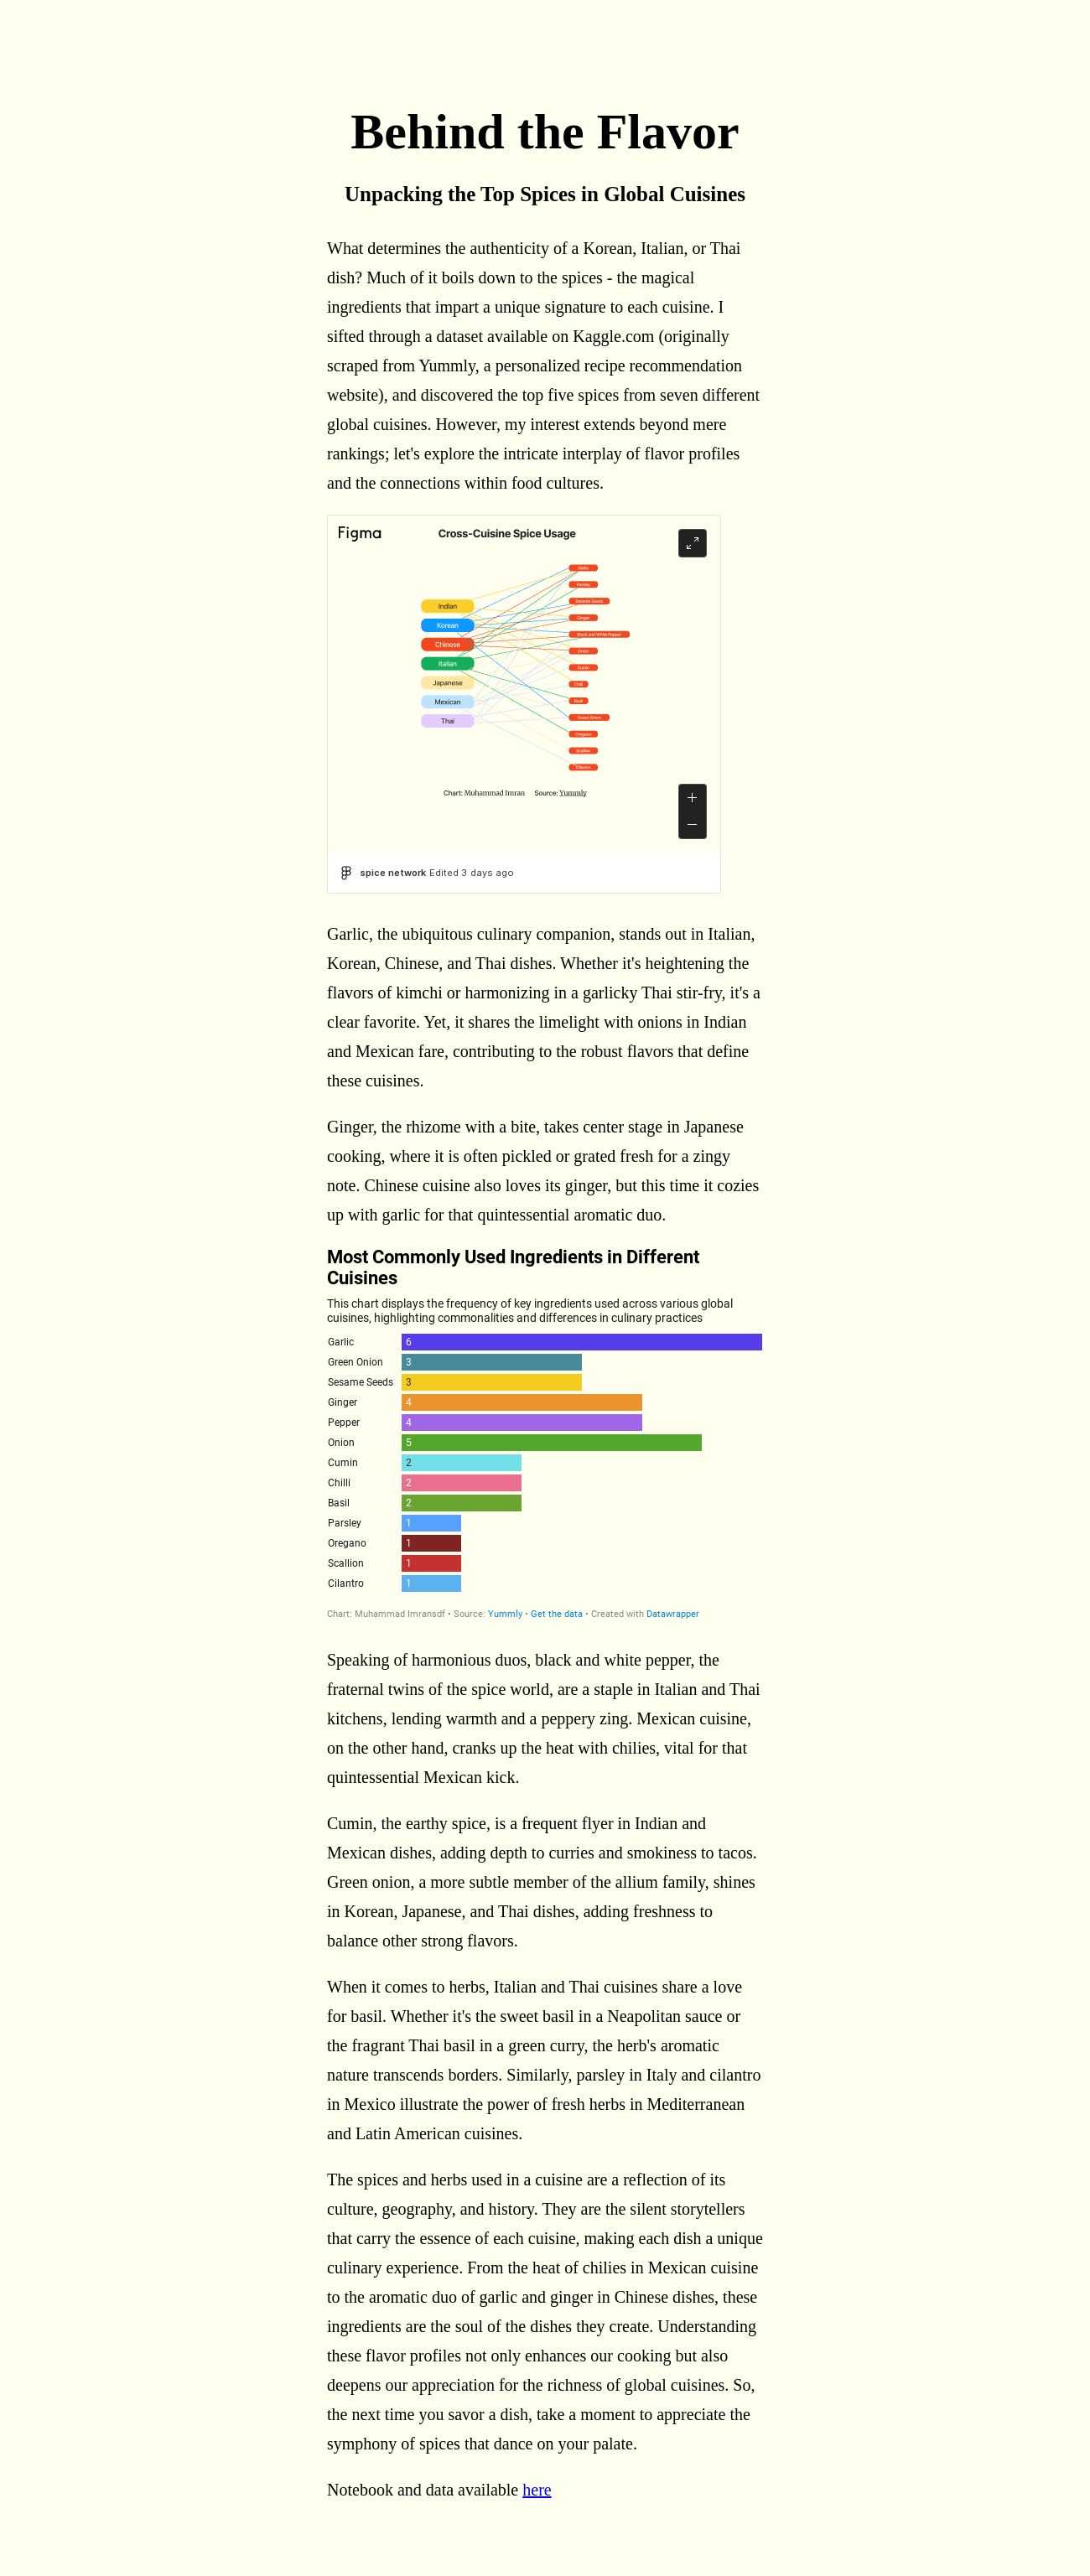 Behind the Flavor
Unpacking the Top Spices in Global Cuisines
What determines the authenticity of a Korean, Italian, or Thai
dish? Much of it boils down to the spices - the magical
ingredients that impart a unique signature to each cuisine. I
sifted through a dataset available on Kaggle.com (originally
scraped from Yummly, a personalized recipe recommendation
website), and discovered the top five spices from seven different
global cuisines. However, my interest extends beyond mere
rankings; let's explore the intricate interplay of flavor profiles
and the connections within food cultures.
Figma
Cross-Cuisine Spice Usage
Indian
Korean
Chinese
Italian
Japanese
Mexican
Thai
Garlic
Parsley
Sesame Seeds
Ginger
Black and White Pepper
Onion
Cumin
Chilli
Basil
Green Onion
Oregano
Scallion
Cilantro
Chart: Muhammad Imran Source: Yummly
spice network Edited 3 days ago
Garlic, the ubiquitous culinary companion, stands out in Italian,
Korean, Chinese, and Thai dishes. Whether it's heightening the
flavors of kimchi or harmonizing in a garlicky Thai stir-fry, it's a
clear favorite. Yet, it shares the limelight with onions in Indian
and Mexican fare, contributing to the robust flavors that define
these cuisines.
Ginger, the rhizome with a bite, takes center stage in Japanese
cooking, where it is often pickled or grated fresh for a zingy
note. Chinese cuisine also loves its ginger, but this time it cozies
up with garlic for that quintessential aromatic duo.
Most Commonly Used Ingredients in Different
Cuisines
This chart displays the frequency of key ingredients used across various global
cuisines, highlighting commonalities and differences in culinary practices
Garlic 6
Green Onion 3
Sesame Seeds 3
Ginger 4
Pepper 4
Onion 5
Cumin 2
Chilli 2
Basil 2
Parsley 1
Oregano 1
Scallion 1
Cilantro 1
Chart: Muhammad Imransdf • Source: Yummly • Get the data • Created with Datawrapper
Speaking of harmonious duos, black and white pepper, the
fraternal twins of the spice world, are a staple in Italian and Thai
kitchens, lending warmth and a peppery zing. Mexican cuisine,
on the other hand, cranks up the heat with chilies, vital for that
quintessential Mexican kick.
Cumin, the earthy spice, is a frequent flyer in Indian and
Mexican dishes, adding depth to curries and smokiness to tacos.
Green onion, a more subtle member of the allium family, shines
in Korean, Japanese, and Thai dishes, adding freshness to
balance other strong flavors.
When it comes to herbs, Italian and Thai cuisines share a love
for basil. Whether it's the sweet basil in a Neapolitan sauce or
the fragrant Thai basil in a green curry, the herb's aromatic
nature transcends borders. Similarly, parsley in Italy and cilantro
in Mexico illustrate the power of fresh herbs in Mediterranean
and Latin American cuisines.
The spices and herbs used in a cuisine are a reflection of its
culture, geography, and history. They are the silent storytellers
that carry the essence of each cuisine, making each dish a unique
culinary experience. From the heat of chilies in Mexican cuisine
to the aromatic duo of garlic and ginger in Chinese dishes, these
ingredients are the soul of the dishes they create. Understanding
these flavor profiles not only enhances our cooking but also
deepens our appreciation for the richness of global cuisines. So,
the next time you savor a dish, take a moment to appreciate the
symphony of spices that dance on your palate.
Notebook and data available here